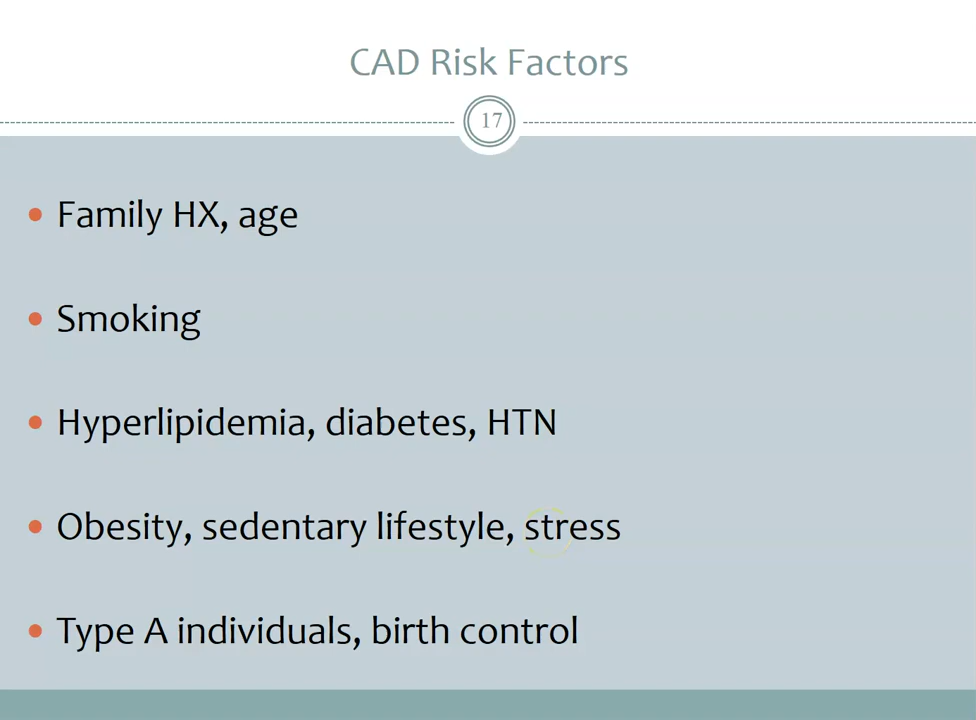 CAD Risk Factors
17
• Family HX, age
• Smoking
• Hyperlipidemia, diabetes, HTN
• Obesity, sedentary lifestyle, stress
• Type A individuals, birth control